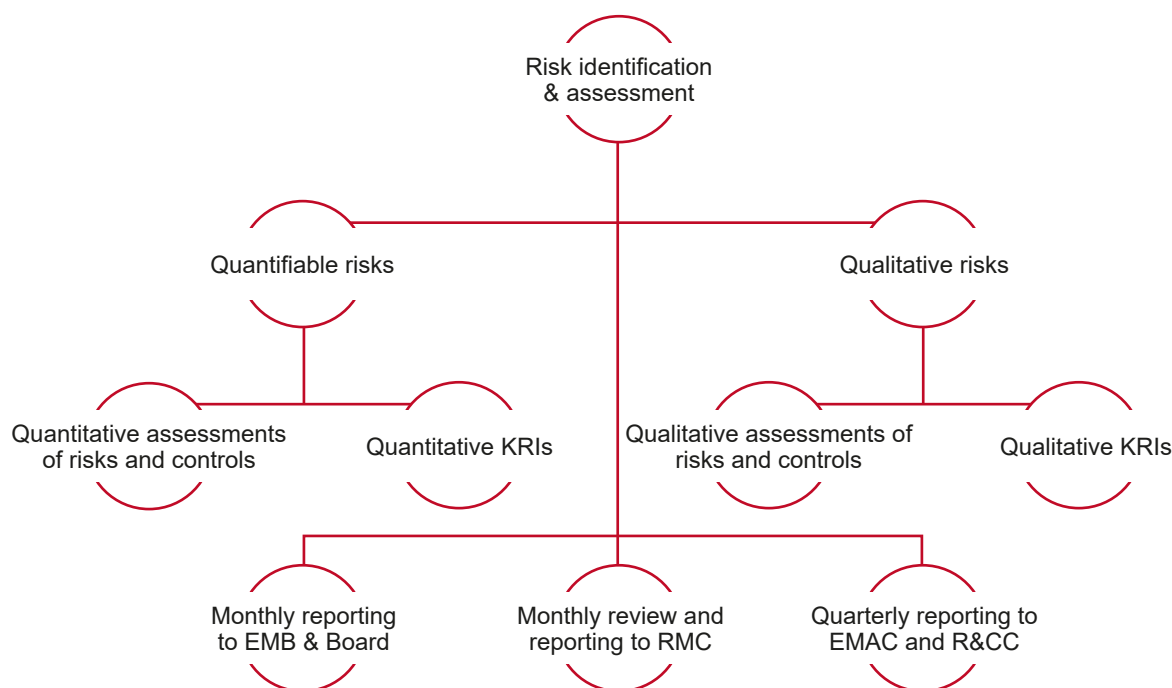 Risk identification
& assessment
Quantifiable risks
Qualitative risks
Quantitative assessments
of risks and controls
Quantitative KRIs
Qualitative assessments of
risks and controls
Qualitative KRIs
Monthly reporting
to EMB & Board
Monthly review and
reporting to RMC
Quarterly reporting to
EMAC and R&CC